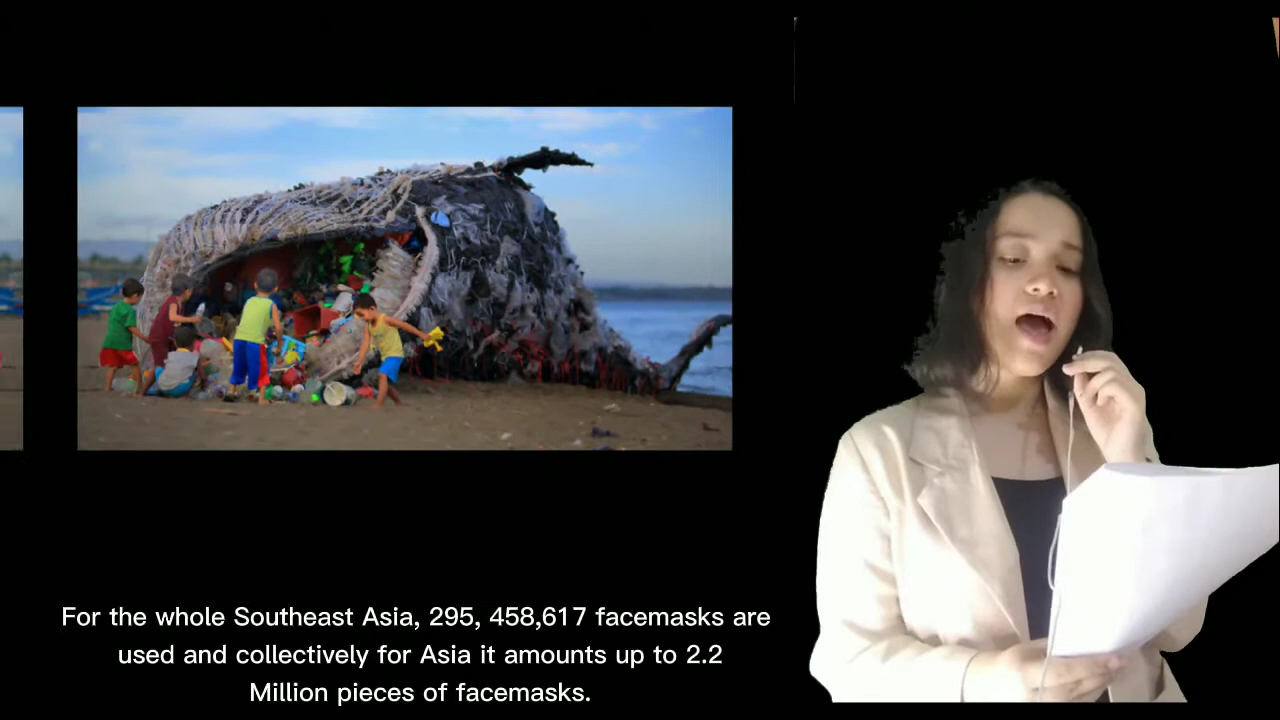 For the whole Southeast Asia, 295, 458,617 facemasks are
used and collectively for Asia it amounts up to 2.2
Million pieces of facemasks.